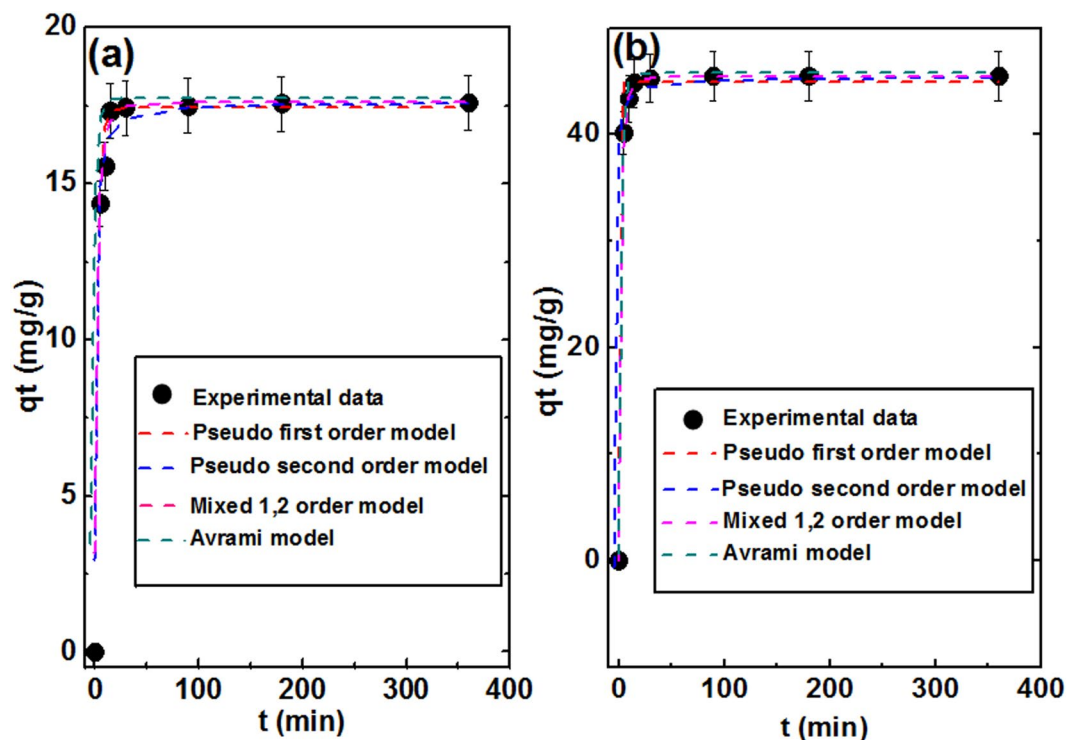 (a)
20
15
10
5
0
qt (mg/g)
Experimental data
Pseudo first order model
Pseudo second order model
Mixed 1,2 order model
Avrami model
0 100 200 300 400
t (min)
(b)
40
20
0
qt (mg/g)
Experimental data
Pseudo first order model
Pseudo second order model
Mixed 1,2 order model
Avrami model
0 100 200 300 400
t (min)